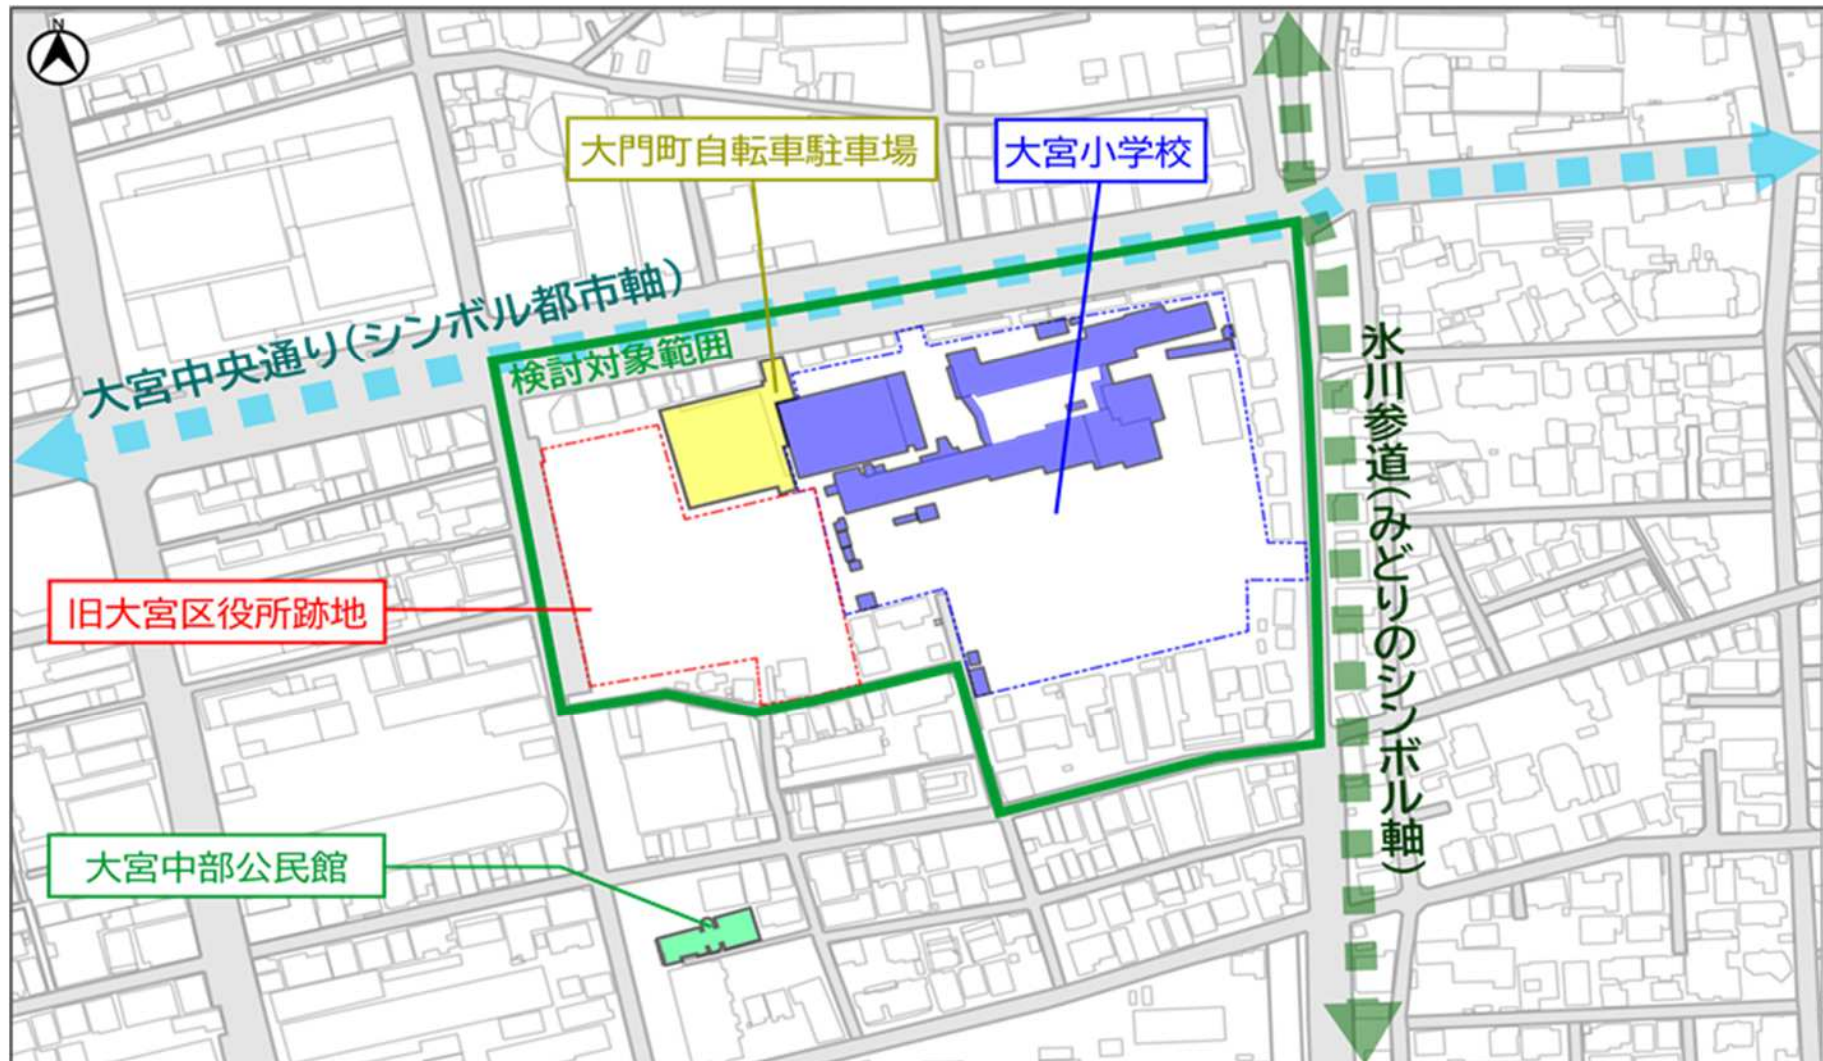 N
大門町自転車駐車場
大宮小学校
大宮中央通り(シンボル都市軸)
検討対象範囲
氷川参道(みどりのシンボル軸)
旧大宮区役所跡地
大宮中部公民館